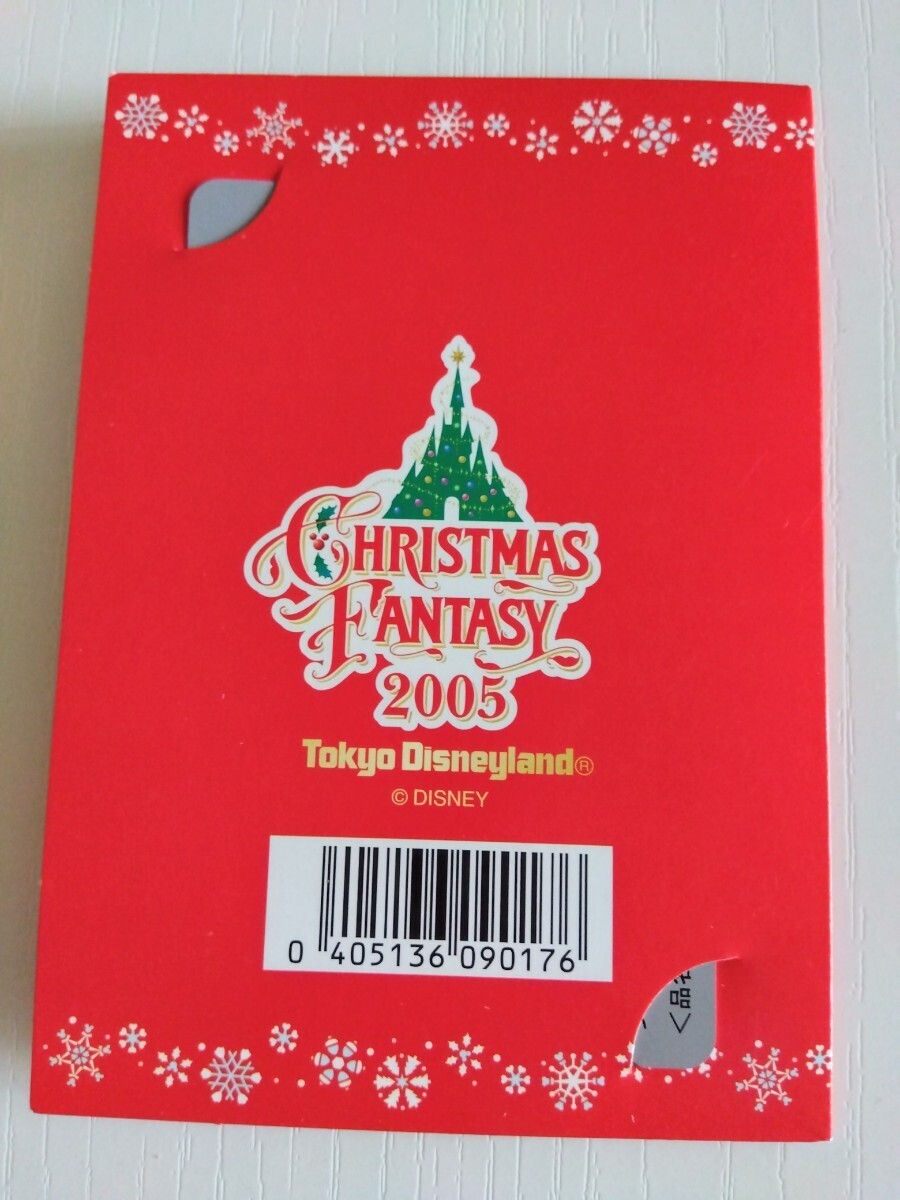 CHRISTMAS
FANTASY
2005
Tokyo Disneyland®
© DISNEY
0 405136 090176